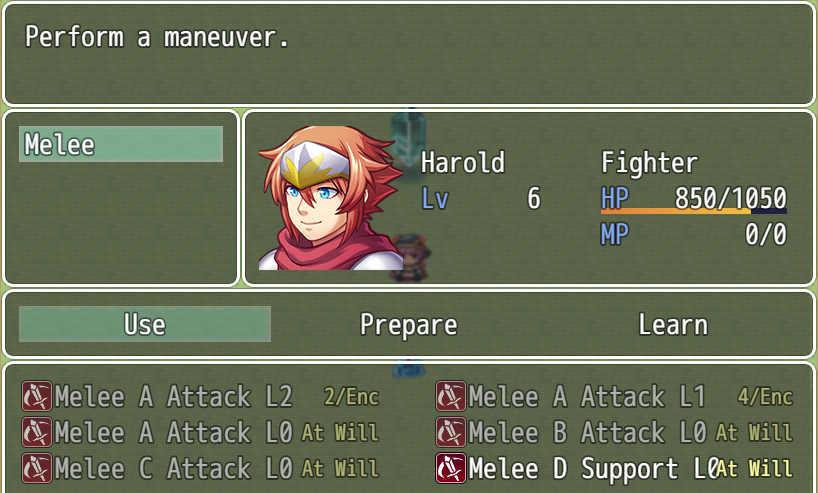 Perform a maneuver.
Melee
Harold Fighter
Lv 6 HP 850/1050
MP 0/0
Use Prepare Learn
Melee A Attack L2 2/Enc Melee A Attack L1 4/Enc
Melee A Attack L0 At Will Melee B Attack L0 At Will
Melee C Attack L0 At Will Melee D Support L0 At Will